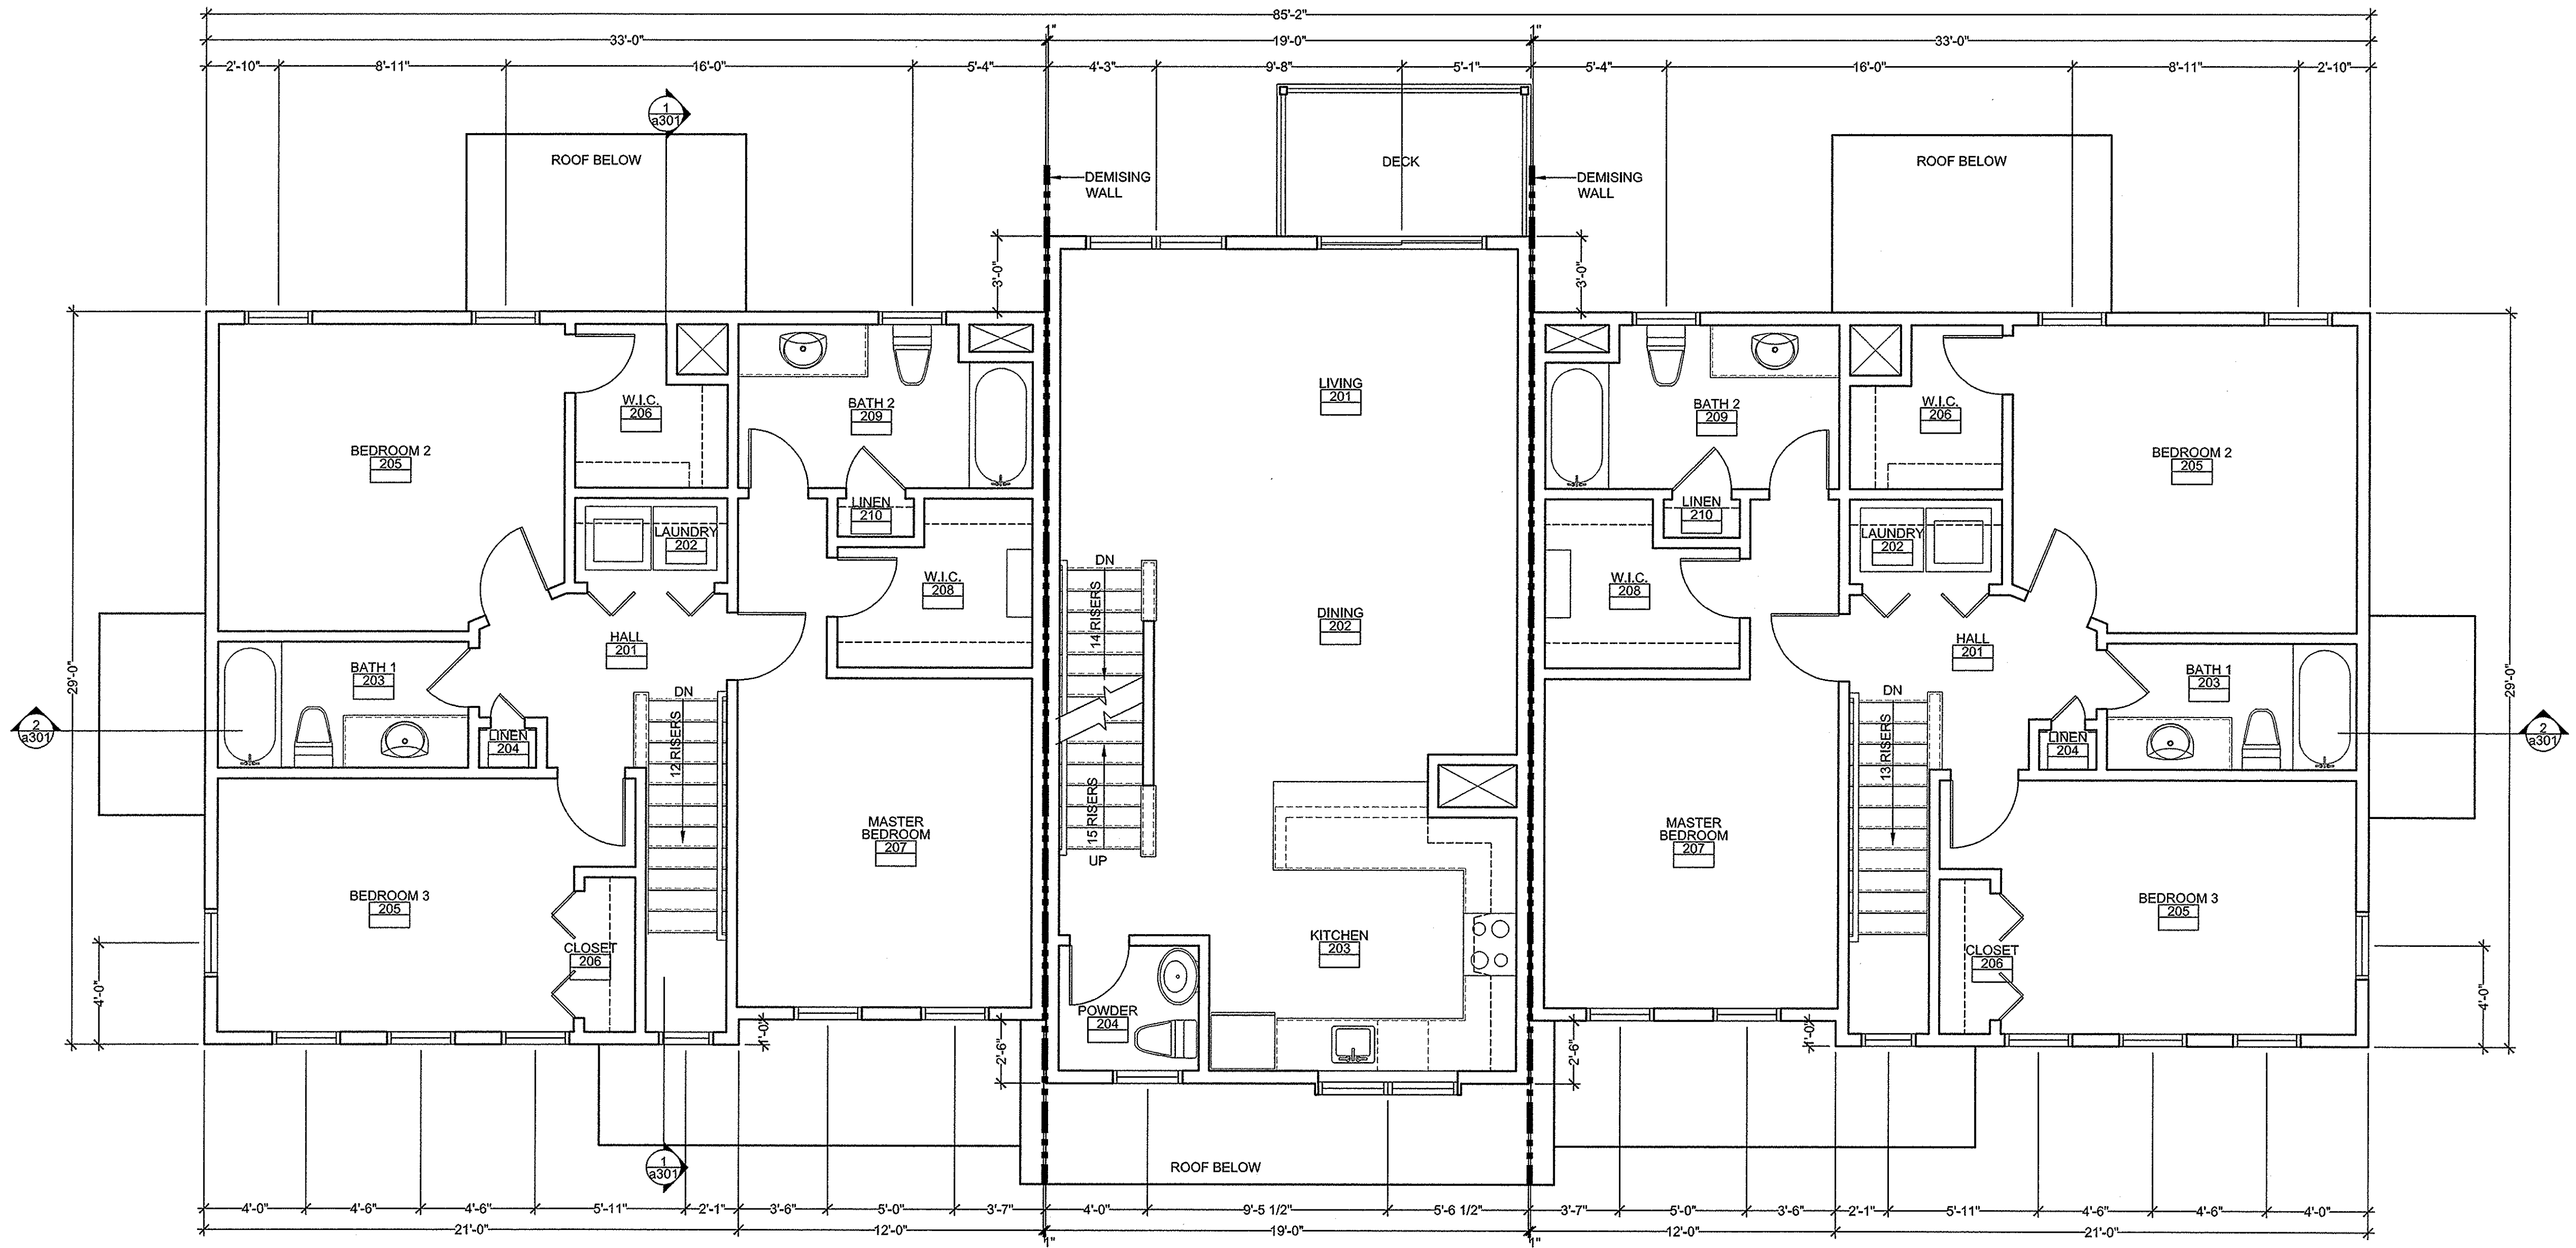 85'-2"
33'-0"
1"
19'-0"
1"
33'-0"
2'-10"
8'-11"
16'-0"
5'-4"
4'-3"
9'-8"
5'-1"
5'-4"
16'-0"
8'-11"
2'-10"
1
a301
ROOF BELOW
DEMISING
WALL
DECK
DEMISING
WALL
ROOF BELOW
3'-0"
3'-0"
W.I.C.
206
BATH 2
209
LIVING
201
BATH 2
209
W.I.C.
206
BEDROOM 2
205
BEDROOM 2
205
LINEN
210
LINEN
210
LAUNDRY
202
LAUNDRY
202
DN
14 RISERS
W.I.C.
208
W.I.C.
208
DINING
202
HALL
201
HALL
201
29'-0"
29'-0"
BATH 1
203
BATH 1
203
DN
12 RISERS
DN
13 RISERS
2
a301
LINEN
204
LINEN
204
2
a301
15 RISERS
UP
MASTER
BEDROOM
207
MASTER
BEDROOM
207
BEDROOM 3
205
BEDROOM 3
205
CLOSET
206
KITCHEN
203
CLOSET
206
4'-0"
4'-0"
POWDER
204
1'-0"
2'-6"
2'-6"
1'-0"
1
a301
ROOF BELOW
4'-0"
4'-6"
4'-6"
5'-11"
2'-1"
3'-6"
5'-0"
3'-7"
4'-0"
9'-5 1/2"
5'-6 1/2"
3'-7"
5'-0"
3'-6"
2'-1"
5'-11"
4'-6"
4'-6"
4'-0"
21'-0"
12'-0"
1"
19'-0"
1"
12'-0"
21'-0"